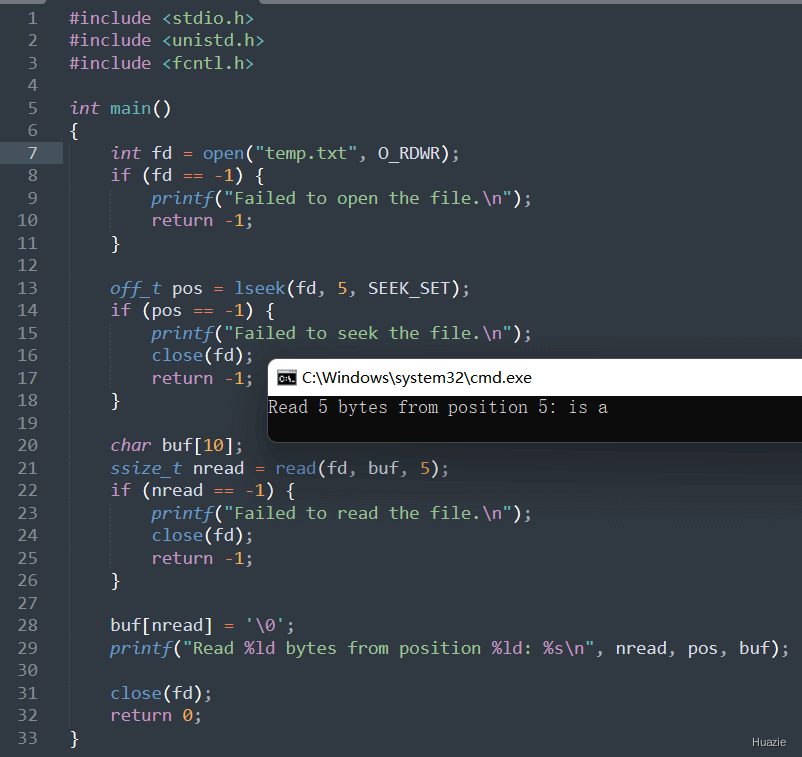 1 #include <stdio.h>
2 #include <unistd.h>
3 #include <fcntl.h>
4
5 int main()
6 {
7     int fd = open("temp.txt", O_RDWR);
8     if (fd == -1) {
9         printf("Failed to open the file.\n");
10         return -1;
11     }
12
13     off_t pos = lseek(fd, 5, SEEK_SET);
14     if (pos == -1) {
15         printf("Failed to seek the file.\n");
16         close(fd);
17         return -1;
18     }
19
20     char buf[10];
21     ssize_t nread = read(fd, buf, 5);
22     if (nread == -1) {
23         printf("Failed to read the file.\n");
24         close(fd);
25         return -1;
26     }
27
28     buf[nread] = '\0';
29     printf("Read %ld bytes from position %ld: %s\n", nread, pos, buf);
30
31     close(fd);
32     return 0;
33 }
C:\Windows\system32\cmd.exe
Read 5 bytes from position 5: is a
Huazie